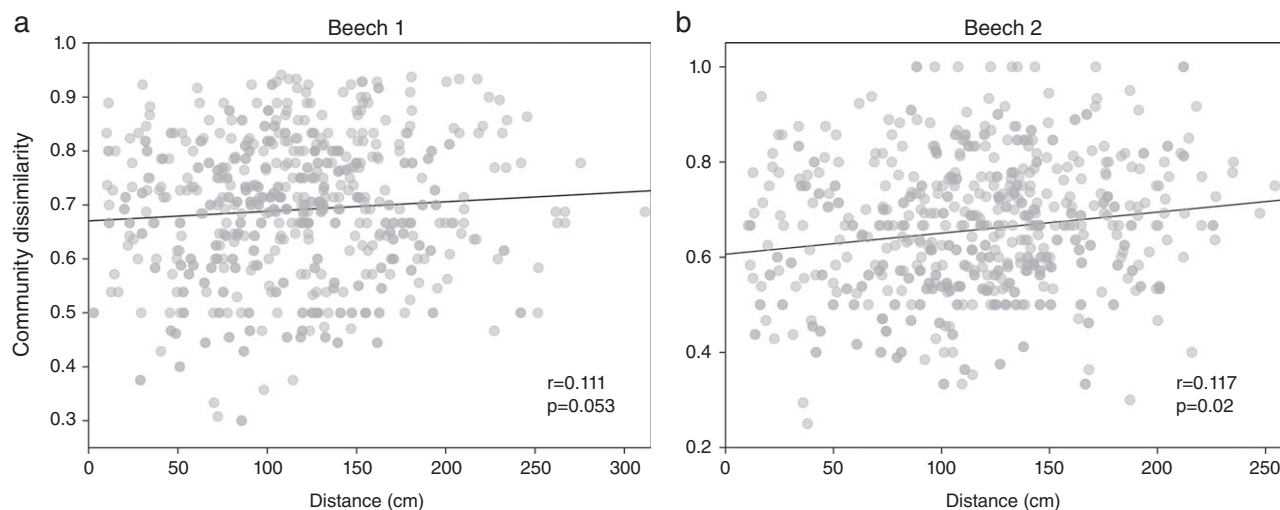 a
Beech 1
Community dissimilarity
1.0
0.9
0.8
0.7
0.6
0.5
0.4
0.3
r=0.111
p=0.053
0 50 100 150 200 250 300
Distance (cm)
b
Beech 2
1.0
0.8
0.6
0.4
0.2
r=0.117
p=0.02
0 50 100 150 200 250
Distance (cm)